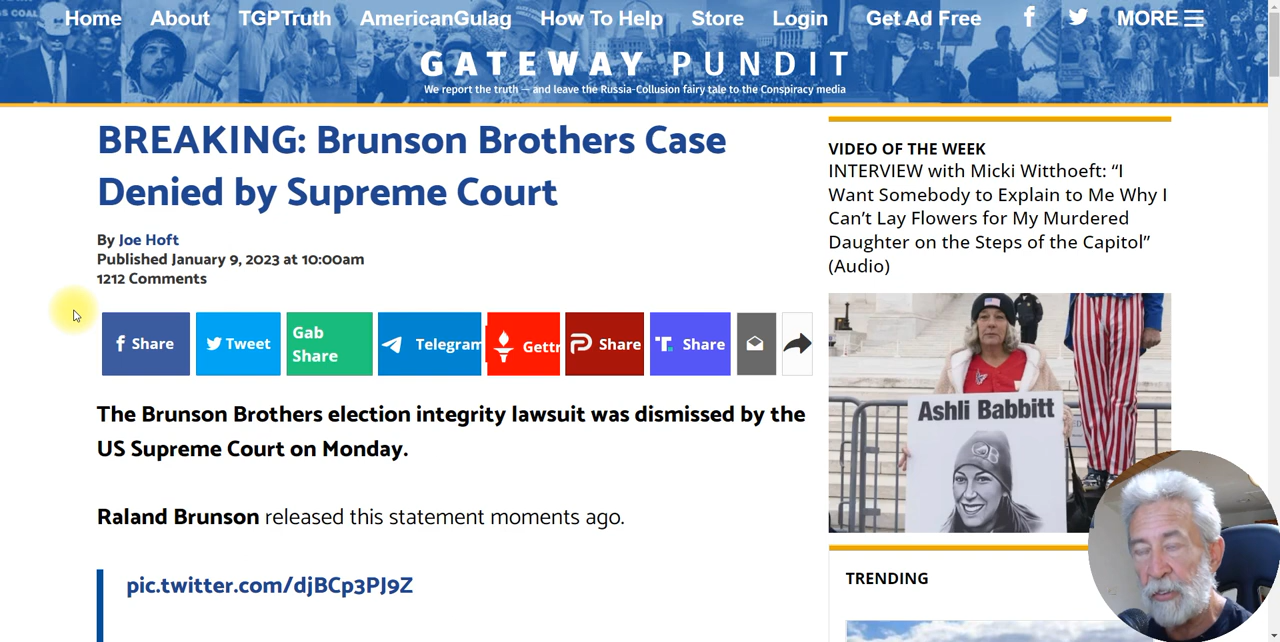 Home About TGPTruth AmericanGulag How To Help Store Login Get Ad Free MORE
GATEWAY PUNDIT
We report the truth — and leave the Russia-Collusion fairy tale to the Conspiracy media
BREAKING: Brunson Brothers Case
Denied by Supreme Court
By Joe Hoft
Published January 9, 2023 at 10:00am
1212 Comments
Share
Tweet
Gab
Share
Telegram
Gettr
Share
Share
The Brunson Brothers election integrity lawsuit was dismissed by the
US Supreme Court on Monday.
Raland Brunson released this statement moments ago.
pic.twitter.com/djBCp3PJ9Z
VIDEO OF THE WEEK
INTERVIEW with Micki Witthoeft: “I
Want Somebody to Explain to Me Why I
Can’t Lay Flowers for My Murdered
Daughter on the Steps of the Capitol”
(Audio)
Ashli Babbitt
TRENDING